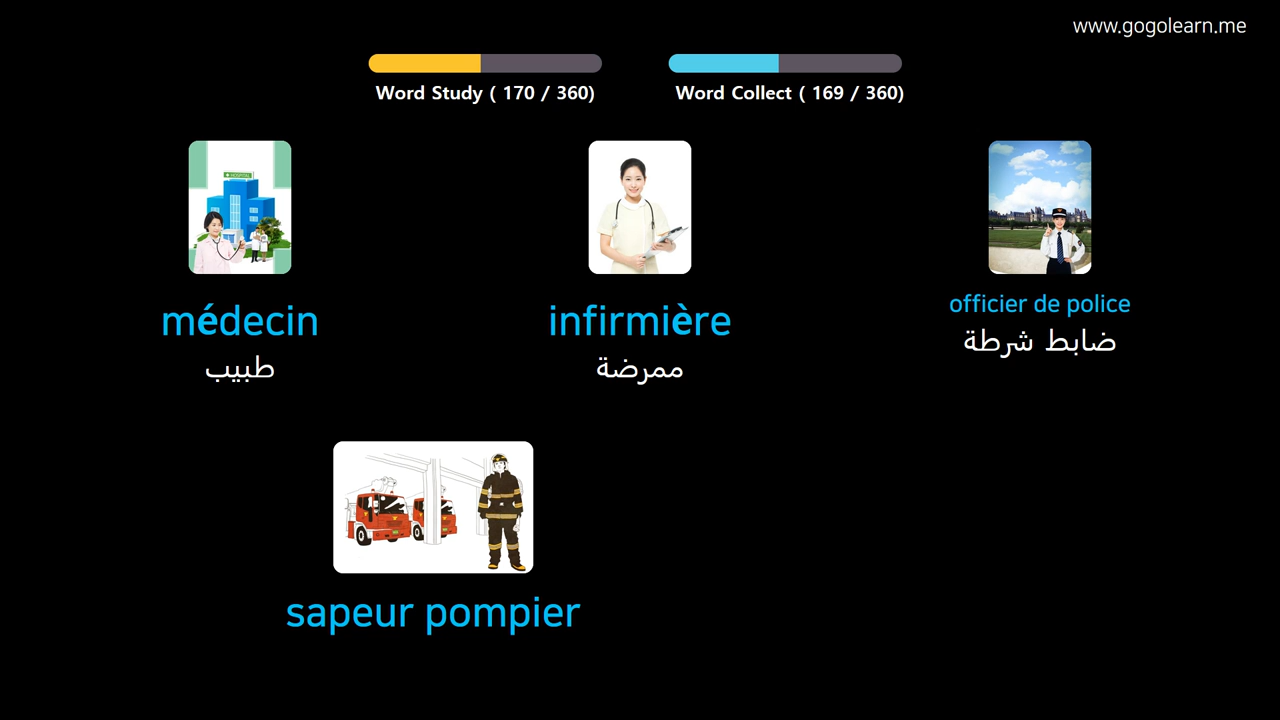 www.gogolearn.me
Word Study ( 170 / 360)
Word Collect ( 169 / 360)
HOSPITAL
médecin
طبيب
infirmière
ممرضة
officier de police
ضابط شرطة
sapeur pompier